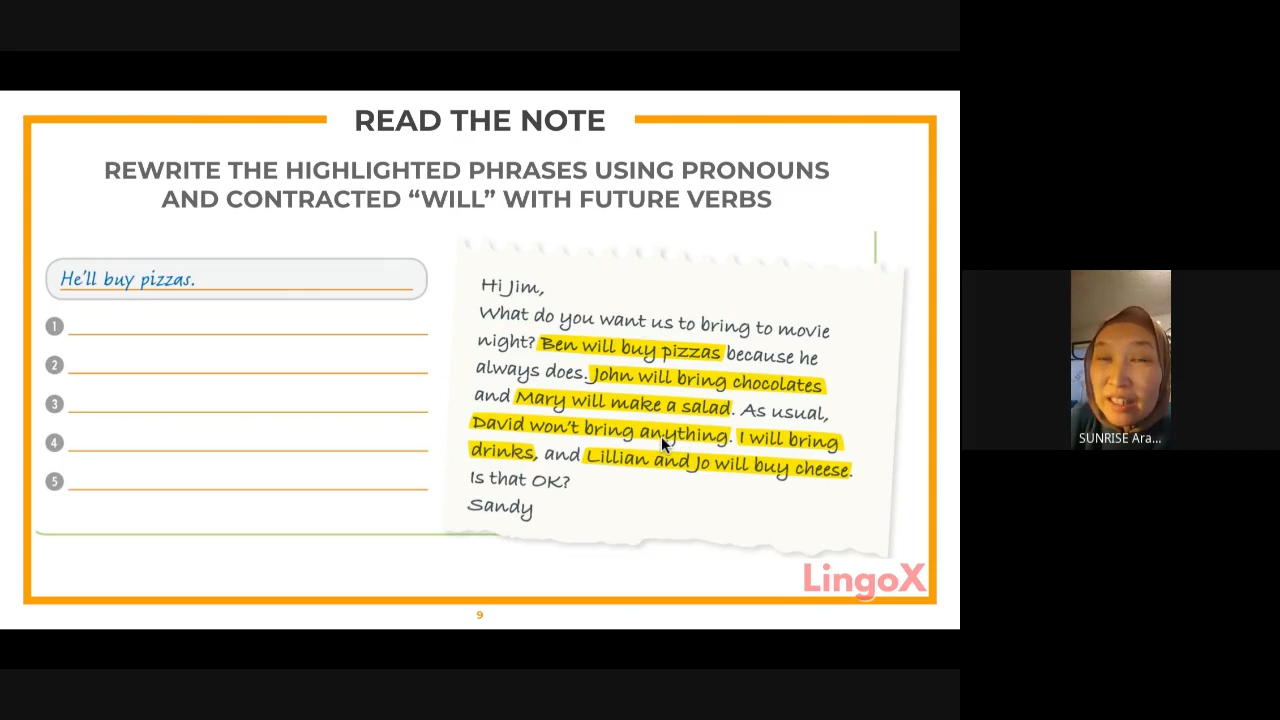 READ THE NOTE
REWRITE THE HIGHLIGHTED PHRASES USING PRONOUNS
AND CONTRACTED “WILL” WITH FUTURE VERBS
He'll buy pizzas.
1
2
3
4
5
Hi Jim,
What do you want us to bring to movie
night? Ben will buy pizzas because he
always does. John will bring chocolates
and Mary will make a salad. As usual,
David won't bring anything. I will bring
drinks, and Lillian and Jo will buy cheese.
Is that OK?
Sandy
LingoX
9
SUNRISE Ara...